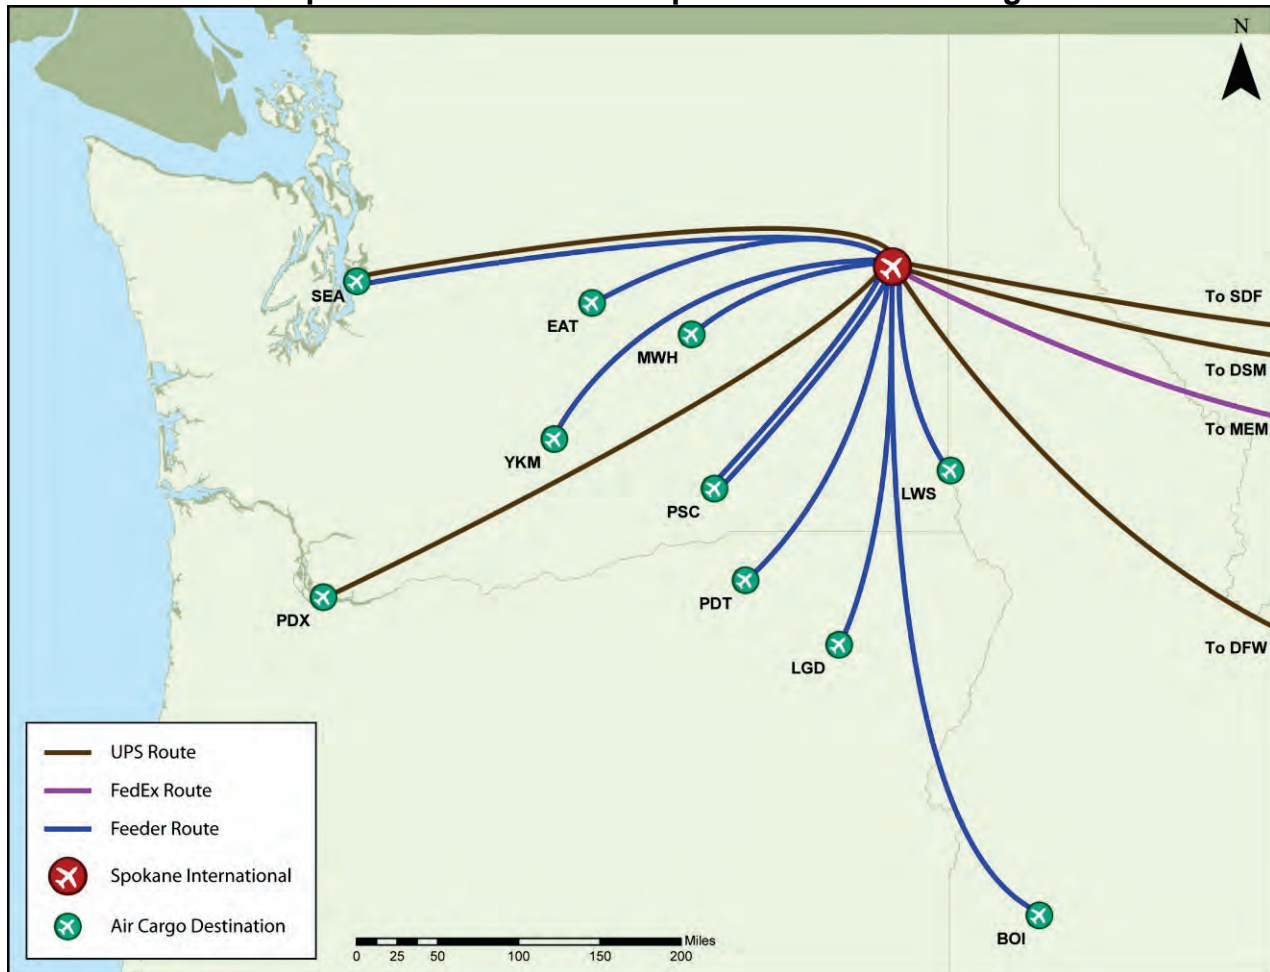 N
SEA
EAT
MWH
YKM
PSC
LWS
PDX
PDT
LGD
BOI
To SDF
To DSM
To MEM
To DFW
UPS Route
FedEx Route
Feeder Route
Spokane International
Air Cargo Destination
Miles
0 25 50 100 150 200